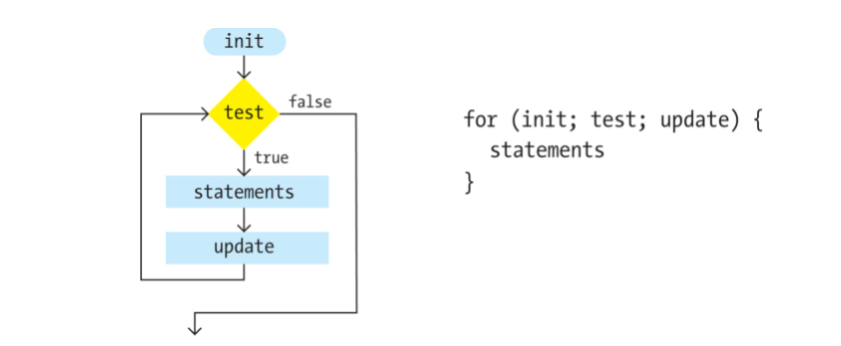 init
test
false
true
statements
update
for (init; test; update) {
statements
}